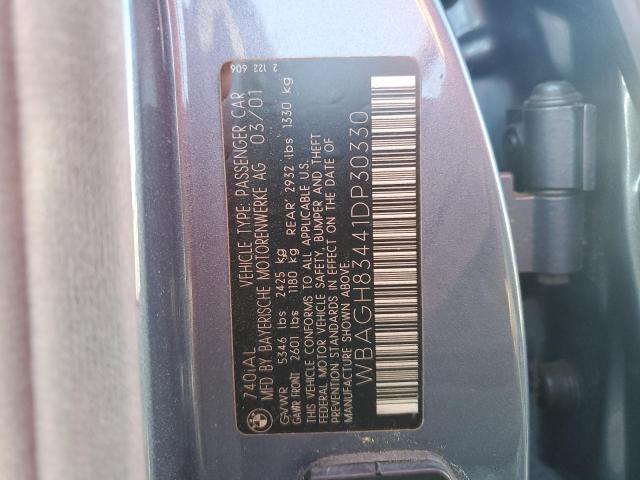 2 122 606
740iAL VEHICLE TYPE: PASSENGER CAR
MFD BY BAYERISCHE MOTORENWERKE AG 03/01
GVWR 5346 lbs 2425 kg
GAWR FRONT 2601 lbs 1180 kg REAR 2932 lbs 1330 kg
THIS VEHICLE CONFORMS TO ALL APPLICABLE U.S.
FEDERAL MOTOR VEHICLE SAFETY, BUMPER AND THEFT
PREVENTION STANDARDS IN EFFECT ON THE DATE OF
MANUFACTURE SHOWN ABOVE.
WBAGH83441DP30330